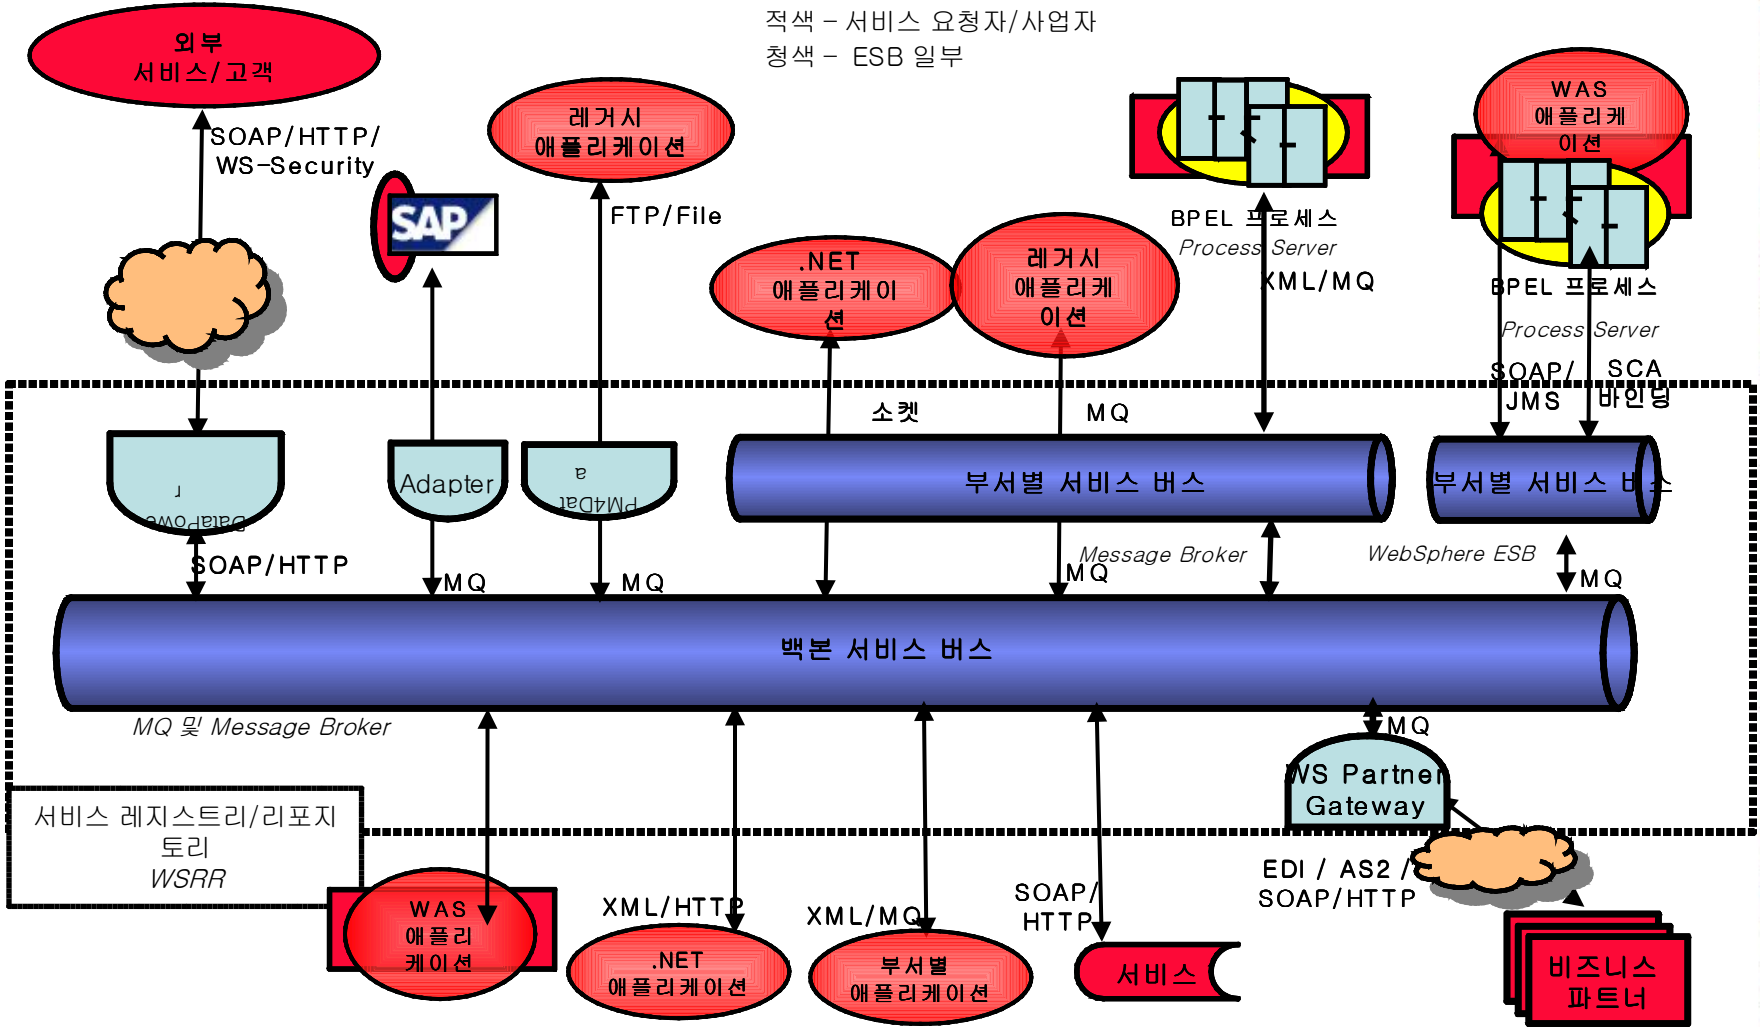 적색 – 서비스 요청자/사업자
청색 – ESB 일부
외부
서비스/고객
SOAP/HTTP/
WS-Security
SAP
레거시
애플리케이션
FTP/File
.NET
애플리케이
션
레거시
애플리케
이션
BPEL 프로세스
Process Server
XML/MQ
WAS
애플리케
이션
BPEL 프로세스
Process Server
SOAP/
JMS
SCA
바인딩
소켓
MQ
DataPowe
r
Adapter
PM4Dat
a
부서별 서비스 버스
부서별 서비스 버스
SOAP/HTTP
MQ
MQ
Message Broker
MQ
WebSphere ESB
MQ
백본 서비스 버스
MQ 및 Message Broker
MQ
WS Partner
Gateway
서비스 레지스트리/리포지
토리
WSRR
WAS
애플리
케이션
XML/HTTP
.NET
애플리케이션
XML/MQ
부서별
애플리케이션
SOAP/
HTTP
서비스
EDI / AS2 /
SOAP/HTTP
비즈니스
파트너